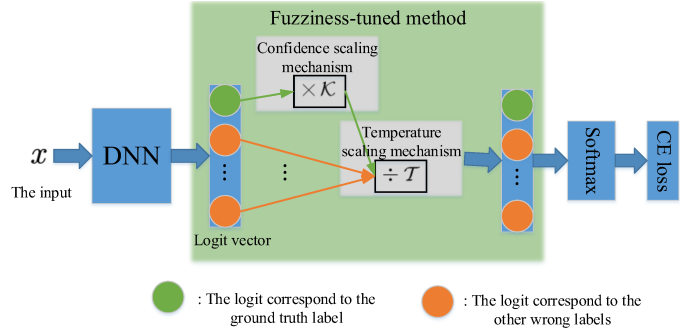 Fuzziness-tuned method
Confidence scaling
mechanism
× K
x
The input
DNN
⋮
Logit vector
⋮
Temperature
scaling mechanism
÷ T
⋮
Softmax
CE loss
: The logit correspond to the
ground truth label
: The logit correspond to the
other wrong labels